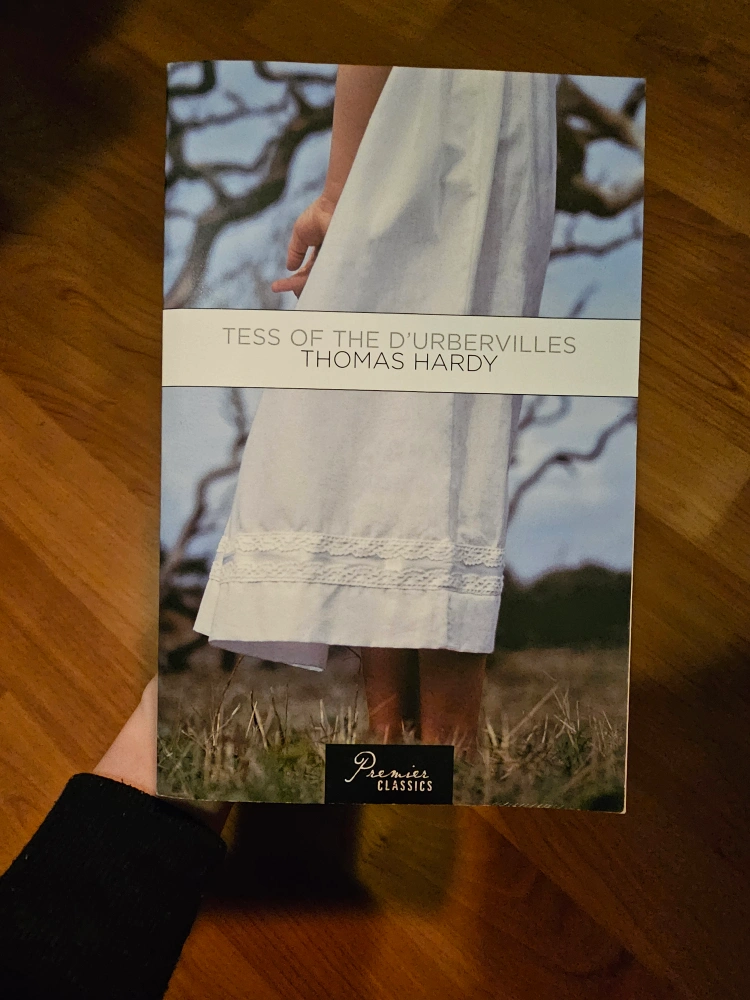 TESS OF THE D'URBERVILLES
THOMAS HARDY
Premier
CLASSICS